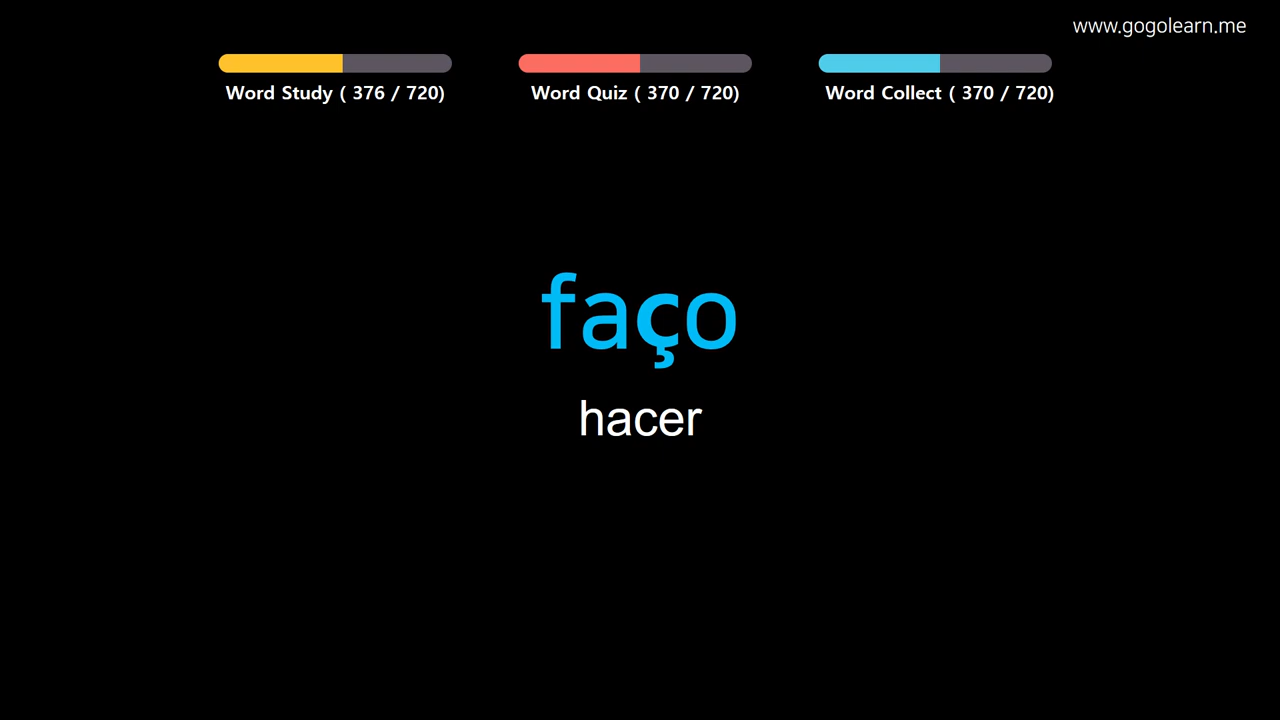 www.gogolearn.me
Word Study ( 376 / 720)
Word Quiz ( 370 / 720)
Word Collect ( 370 / 720)
faço
hacer